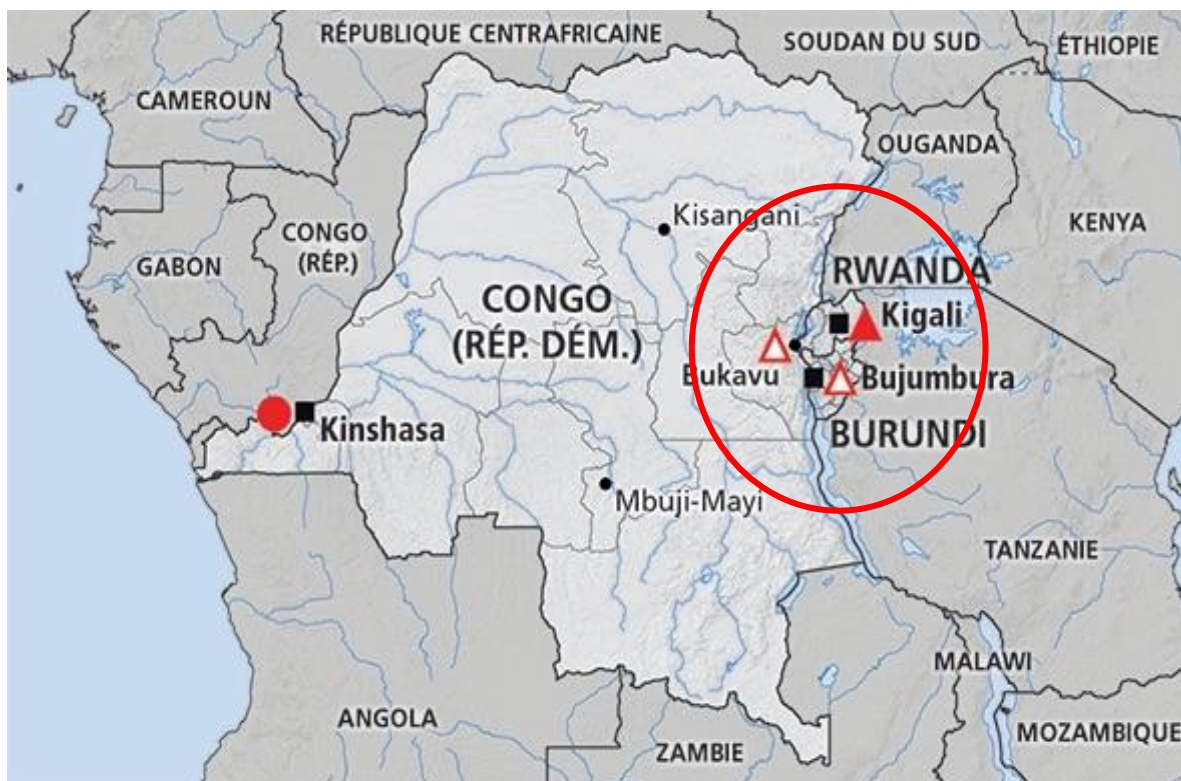 RÉPUBLIQUE CENTRAFRICAINE
SOUDAN DU SUD
ÉTHIOPIE
CAMEROUN
OUGANDA
Kisangani
KENYA
CONGO
(RÉP.)
GABON
RWANDA
CONGO
(RÉP. DÉM.)
Kigali
Bukavu
Bujumbura
Kinshasa
BURUNDI
Mbuji-Mayi
TANZANIE
MALAWI
ANGOLA
MOZAMBIQUE
ZAMBIE